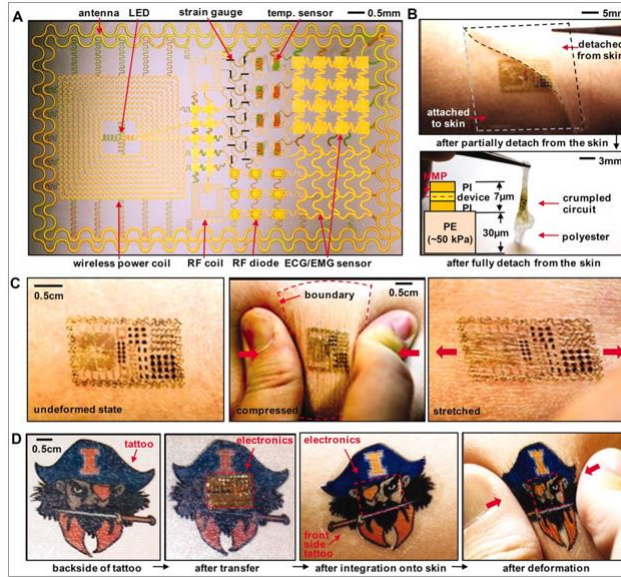 A
antenna
LED
strain gauge
temp. sensor
0.5mm
wireless power coil
RF coil
RF diode
ECG/EMG sensor
B
5mm
detached
from skin
attached
to skin
after partially detach from the skin
3mm
NMP
PI
device
PI
7µm
PE
(~50 kPa)
30µm
crumpled
circuit
polyester
after fully detach from the skin
C
0.5cm
undeformed state
boundary
0.5cm
compressed
stretched
D
0.5cm
tattoo
I
backside of tattoo
electronics
I
after transfer
electronics
I
front
side tattoo
after integration onto skin
I
after deformation